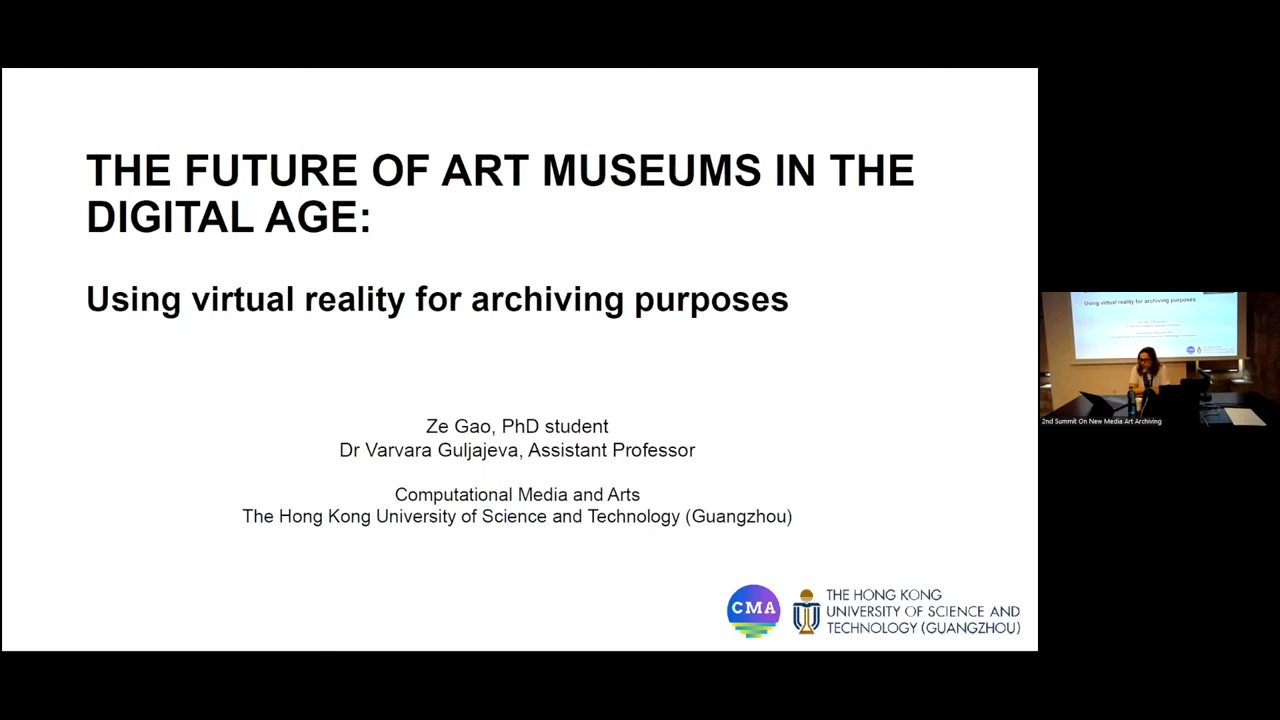 THE FUTURE OF ART MUSEUMS IN THE
DIGITAL AGE:
Using virtual reality for archiving purposes
Ze Gao, PhD student
Dr Varvara Guljajeva, Assistant Professor
Computational Media and Arts
The Hong Kong University of Science and Technology (Guangzhou)
CMA
THE HONG KONG
UNIVERSITY OF SCIENCE AND
TECHNOLOGY (GUANGZHOU)
Using virtual reality for archiving purposes
2nd Summit On New Media Art Archiving